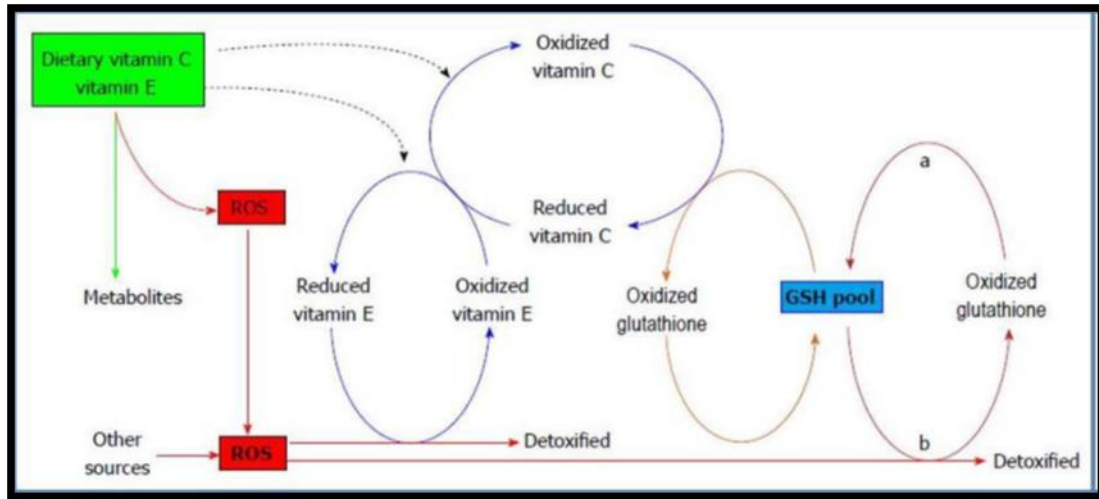 Dietary vitamin C
vitamin E
Oxidized
vitamin C
a
ROS
Reduced
vitamin C
Metabolites
Reduced
vitamin E
Oxidized
vitamin E
Oxidized
glutathione
GSH pool
Oxidized
glutathione
Other
sources
ROS
Detoxified
b
Detoxified